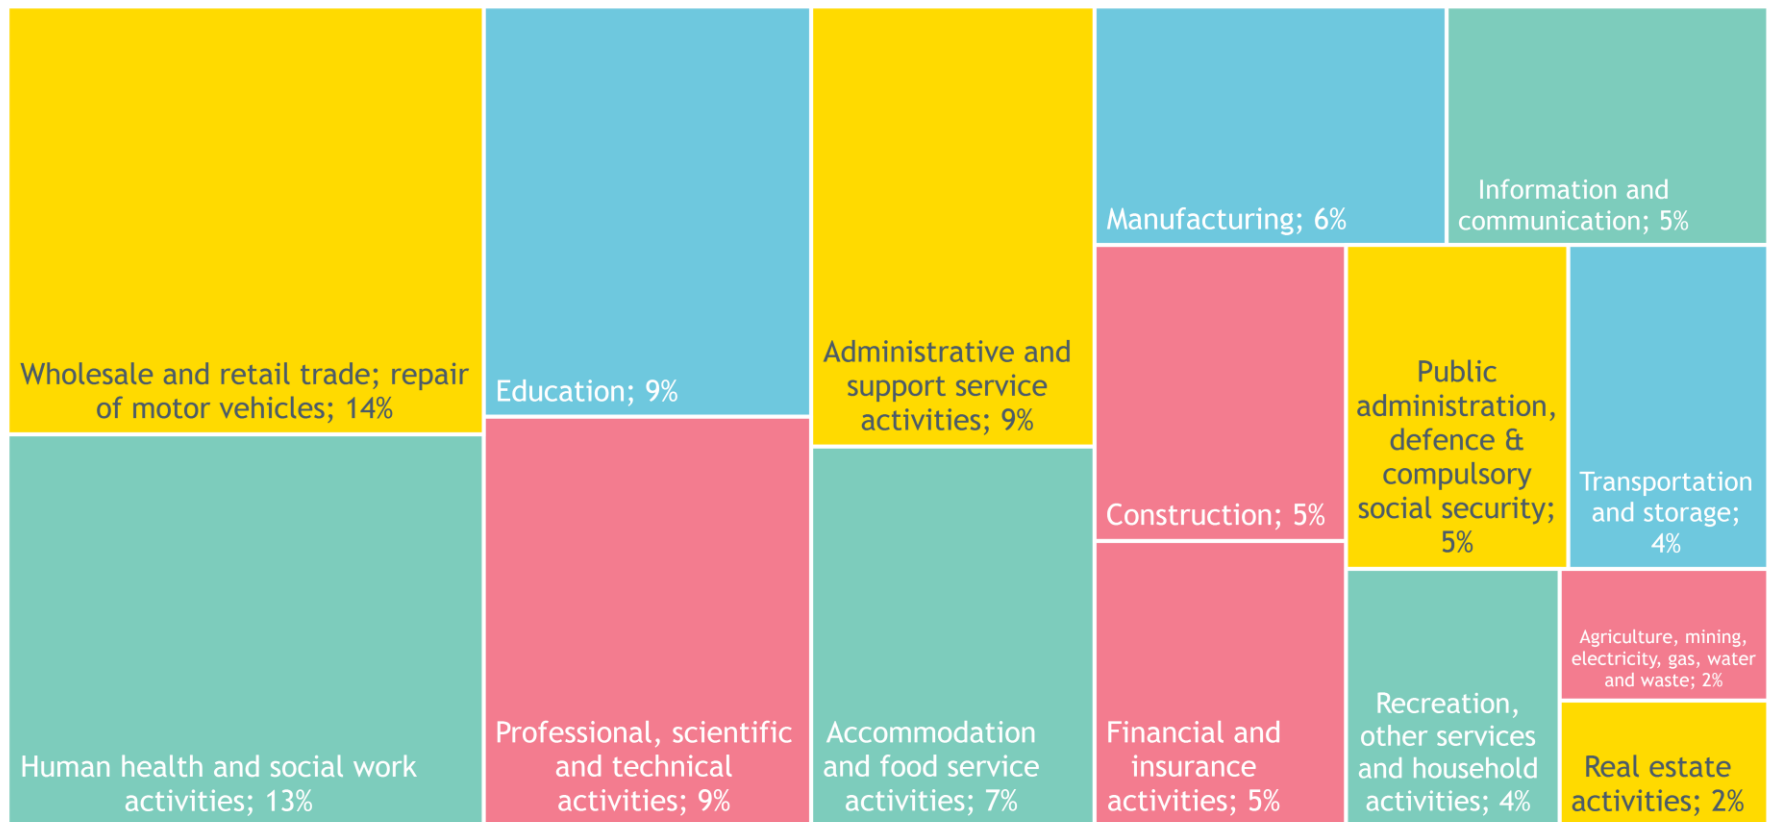 Wholesale and retail trade; repair
of motor vehicles; 14%
Human health and social work
activities; 13%
Education; 9%
Professional, scientific
and technical
activities; 9%
Administrative and
support service
activities; 9%
Accommodation
and food service
activities; 7%
Manufacturing; 6%
Information and
communication; 5%
Construction; 5%
Financial and
insurance
activities; 5%
Public
administration,
defence &
compulsory
social security;
5%
Transportation
and storage;
4%
Recreation,
other services
and household
activities; 4%
Agriculture, mining,
electricity, gas, water
and waste; 2%
Real estate
activities; 2%